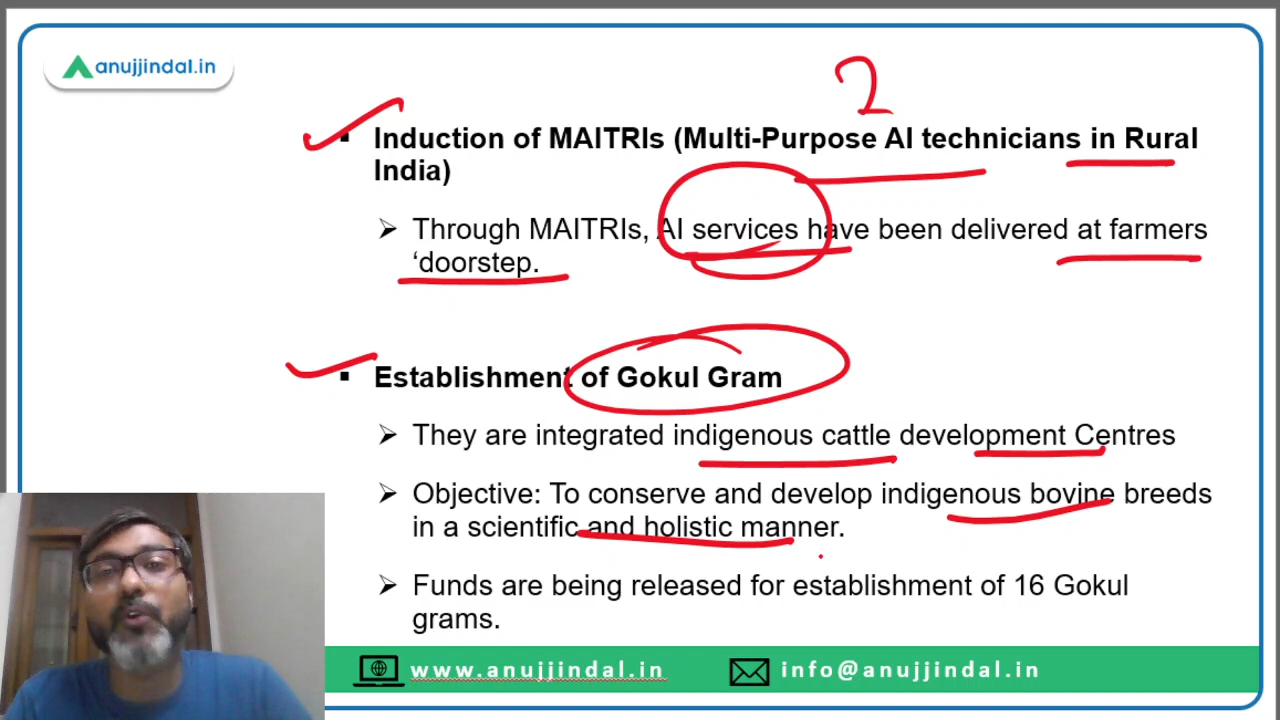 anujjindal.in
2
▪ Induction of MAITRIs (Multi-Purpose AI technicians in Rural
India)
➢ Through MAITRIs, AI services have been delivered at farmers
‘doorstep.
▪ Establishment of Gokul Gram
➢ They are integrated indigenous cattle development Centres
➢ Objective: To conserve and develop indigenous bovine breeds
in a scientific and holistic manner.
➢ Funds are being released for establishment of 16 Gokul
grams.
www.anujjindal.in info@anujjindal.in